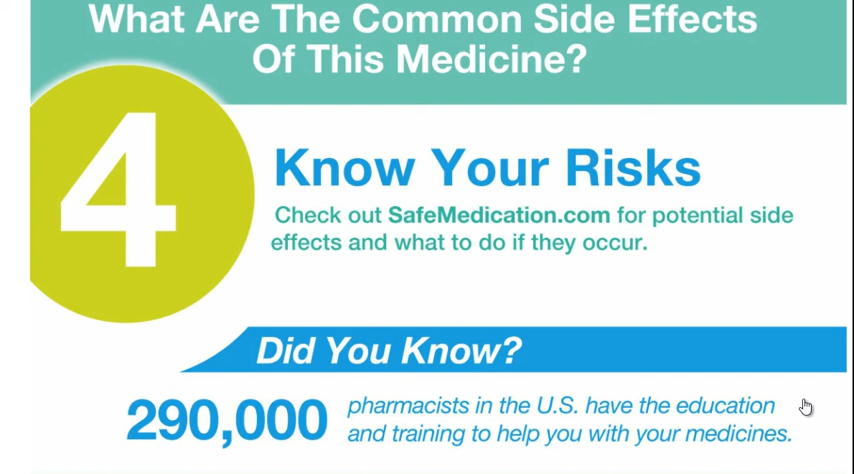 What Are The Common Side Effects
Of This Medicine?
4
Know Your Risks
Check out SafeMedication.com for potential side
effects and what to do if they occur.
Did You Know?
290,000
pharmacists in the U.S. have the education
and training to help you with your medicines.